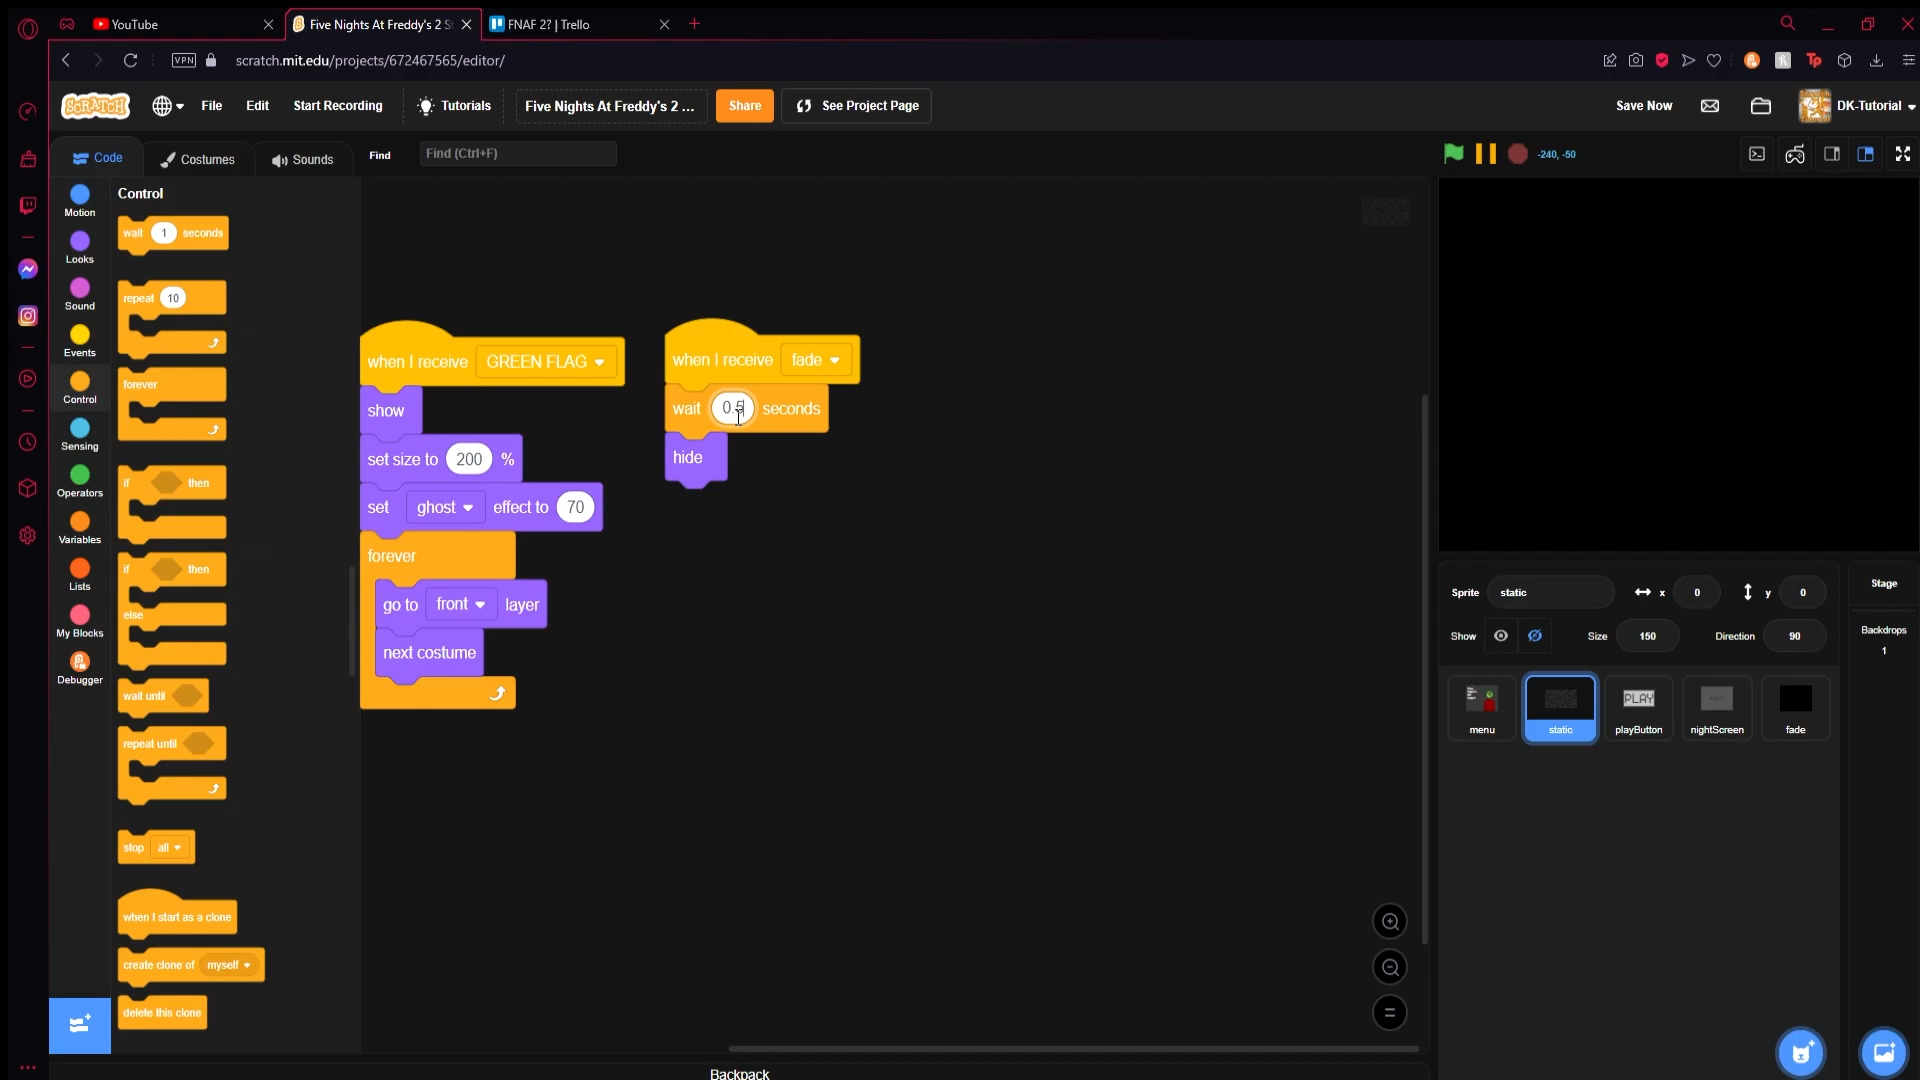 YouTube
Five Nights At Freddy's 2
FNAF 2? | Trello
VPN
scratch.mit.edu/projects/672467565/editor/
Tp
SCRATCH
File
Edit
Start Recording
Tutorials
Five Nights At Freddy's 2 ...
Share
See Project Page
Save Now
DK-Tutorial
Code
Costumes
Sounds
Find
Find (Ctrl+F)
-240, -50
Motion
Looks
Sound
Events
Control
Sensing
Operators
Variables
Lists
My Blocks
Debugger
Control
wait 1 seconds
repeat 10
forever
if then
if then
else
wait until
repeat until
stop all
when I start as a clone
create clone of myself
delete this clone
when I receive GREEN FLAG
show
set size to 200 %
set ghost effect to 70
forever
go to front layer
next costume
when I receive fade
wait 0.5 seconds
hide
Sprite static x 0 y 0
Show Size 150 Direction 90
Stage
Backdrops
1
menu
static
PLAY
playButton
nightScreen
fade
Backpack